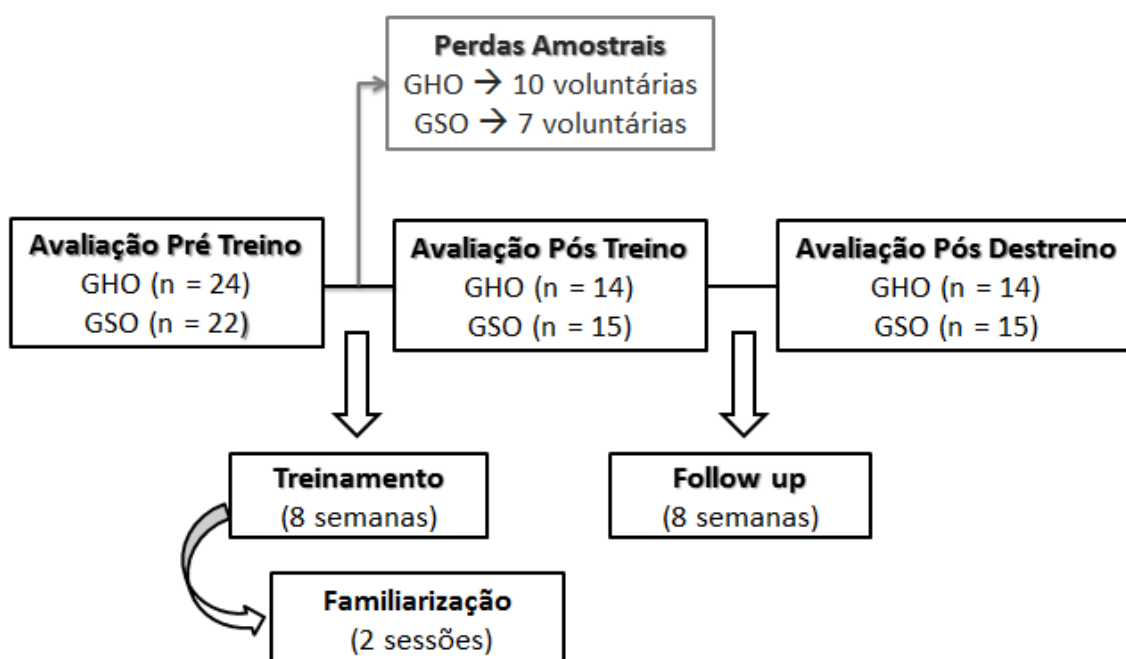 Perdas Amostrais
GHO → 10 voluntárias
GSO → 7 voluntárias
Avaliação Pré Treino
GHO (n = 24)
GSO (n = 22)
Avaliação Pós Treino
GHO (n = 14)
GSO (n = 15)
Avaliação Pós Destreino
GHO (n = 14)
GSO (n = 15)
Treinamento
(8 semanas)
Follow up
(8 semanas)
Familiarização
(2 sessões)